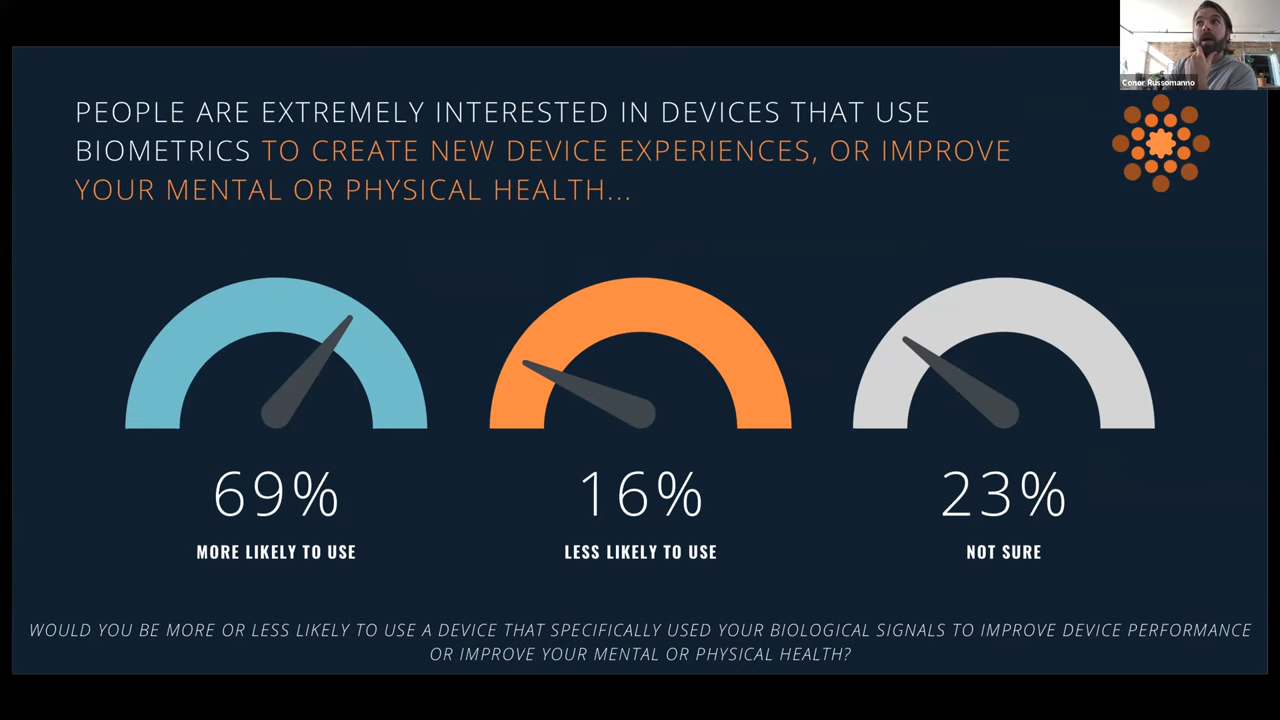 Conor Russomanno
PEOPLE ARE EXTREMELY INTERESTED IN DEVICES THAT USE
BIOMETRICS TO CREATE NEW DEVICE EXPERIENCES, OR IMPROVE
YOUR MENTAL OR PHYSICAL HEALTH...
69%
MORE LIKELY TO USE
16%
LESS LIKELY TO USE
23%
NOT SURE
WOULD YOU BE MORE OR LESS LIKELY TO USE A DEVICE THAT SPECIFICALLY USED YOUR BIOLOGICAL SIGNALS TO IMPROVE DEVICE PERFORMANCE
OR IMPROVE YOUR MENTAL OR PHYSICAL HEALTH?